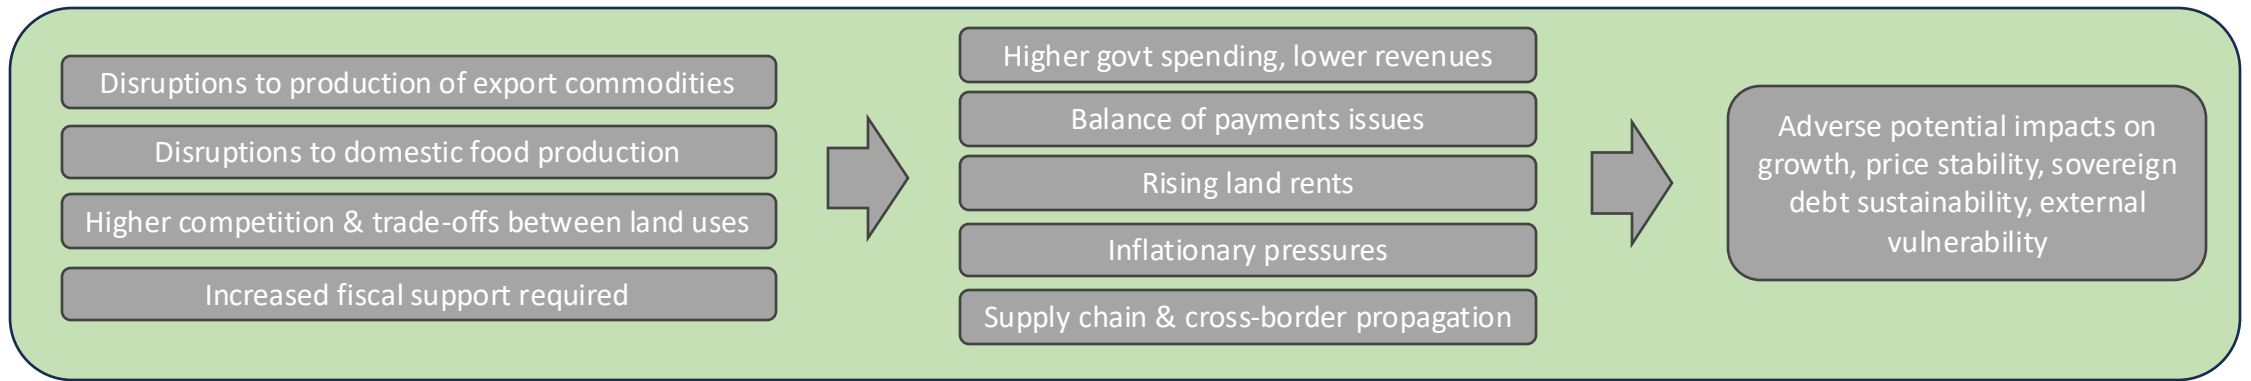 Disruptions to production of export commodities
Disruptions to domestic food production
Higher competition & trade-offs between land uses
Increased fiscal support required
Higher govt spending, lower revenues
Balance of payments issues
Rising land rents
Inflationary pressures
Supply chain & cross-border propagation
Adverse potential impacts on
growth, price stability, sovereign
debt sustainability, external
vulnerability